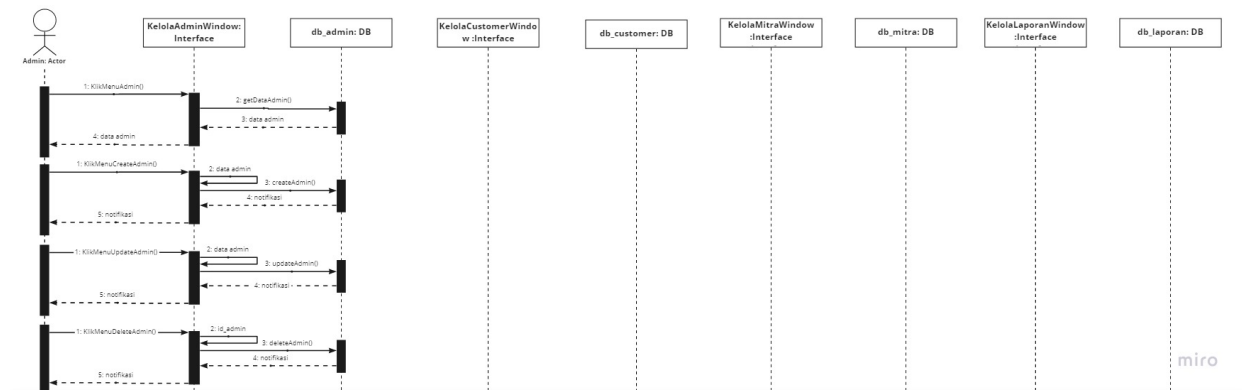 KelolaAdminWindow:
Interface
db_admin: DB
KelolaCustomerWindo
w :Interface
db_customer: DB
KelolaMitraWindow
:Interface
db_mitra: DB
KelolaLaporanWindow
:Interface
db_laporan: DB
Admin: Actor
1: KlikMenuAdmin()
2: getDataAdmin()
3: data admin
4: data admin
1: KlikMenuCreateAdmin()
2: data admin
3: createAdmin()
4: notifikasi
5: notifikasi
1: KlikMenuUpdateAdmin()
2: data admin
3: updateAdmin()
4: notifikasi
5: notifikasi
1: KlikMenuDeleteAdmin()
2: id_admin
3: deleteAdmin()
4: notifikasi
5: notifikasi
miro